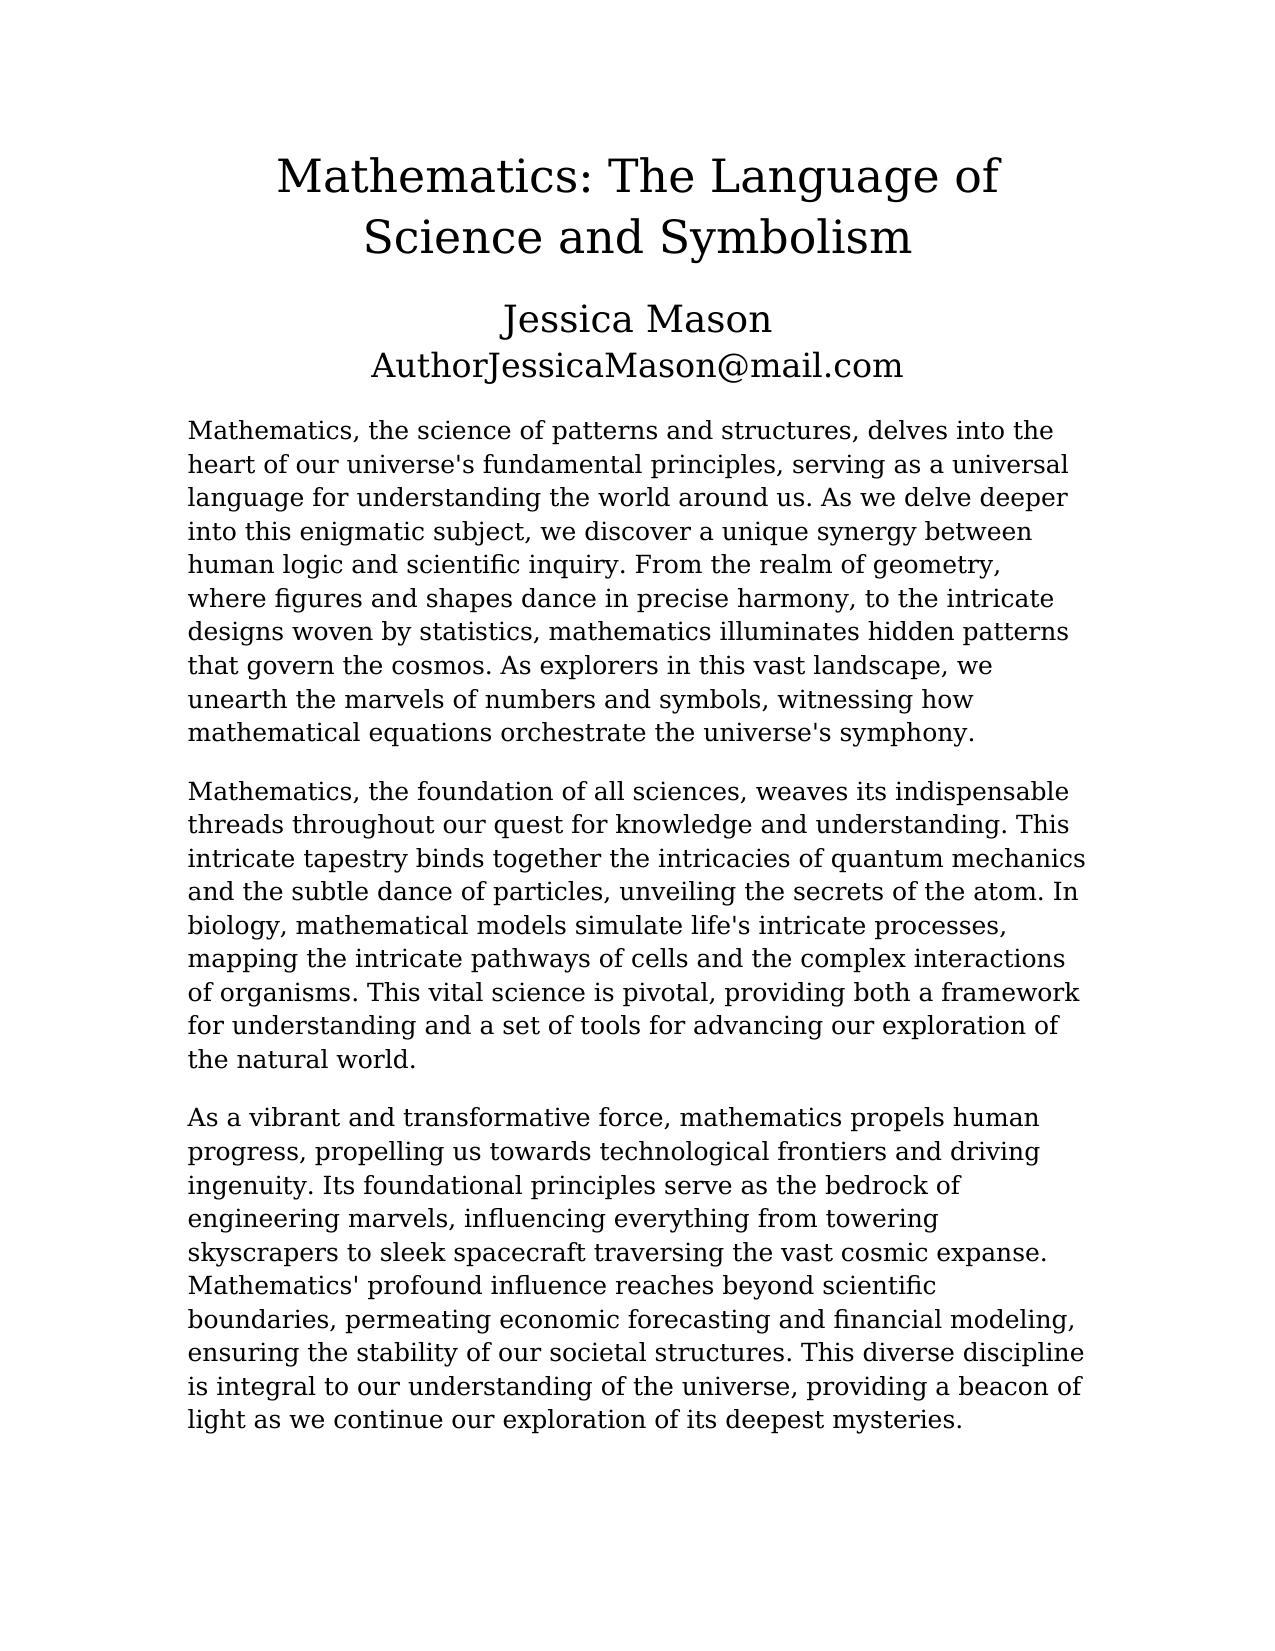 Mathematics: The Language of
Science and Symbolism
Jessica Mason
AuthorJessicaMason@mail.com
Mathematics, the science of patterns and structures, delves into the
heart of our universe's fundamental principles, serving as a universal
language for understanding the world around us. As we delve deeper
into this enigmatic subject, we discover a unique synergy between
human logic and scientific inquiry. From the realm of geometry,
where figures and shapes dance in precise harmony, to the intricate
designs woven by statistics, mathematics illuminates hidden patterns
that govern the cosmos. As explorers in this vast landscape, we
unearth the marvels of numbers and symbols, witnessing how
mathematical equations orchestrate the universe's symphony.
Mathematics, the foundation of all sciences, weaves its indispensable
threads throughout our quest for knowledge and understanding. This
intricate tapestry binds together the intricacies of quantum mechanics
and the subtle dance of particles, unveiling the secrets of the atom. In
biology, mathematical models simulate life's intricate processes,
mapping the intricate pathways of cells and the complex interactions
of organisms. This vital science is pivotal, providing both a framework
for understanding and a set of tools for advancing our exploration of
the natural world.
As a vibrant and transformative force, mathematics propels human
progress, propelling us towards technological frontiers and driving
ingenuity. Its foundational principles serve as the bedrock of
engineering marvels, influencing everything from towering
skyscrapers to sleek spacecraft traversing the vast cosmic expanse.
Mathematics' profound influence reaches beyond scientific
boundaries, permeating economic forecasting and financial modeling,
ensuring the stability of our societal structures. This diverse discipline
is integral to our understanding of the universe, providing a beacon of
light as we continue our exploration of its deepest mysteries.